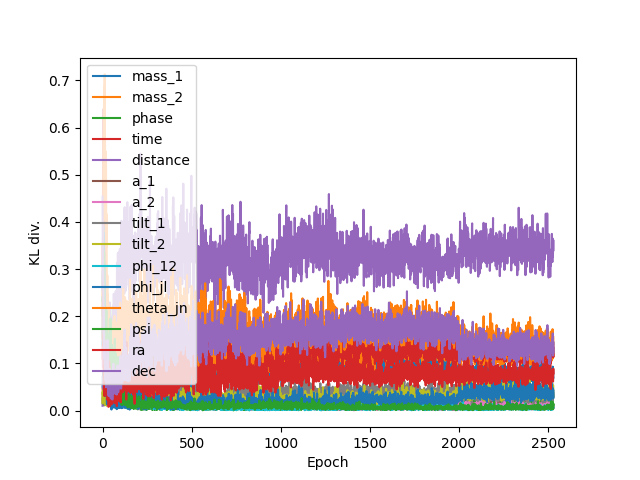 KL div.
0.7
0.6
0.5
0.4
0.3
0.2
0.1
0.0
mass_1
mass_2
phase
time
distance
a_1
a_2
tilt_1
tilt_2
phi_12
phi_jl
theta_jn
psi
ra
dec
0
500
1000
1500
2000
2500
Epoch